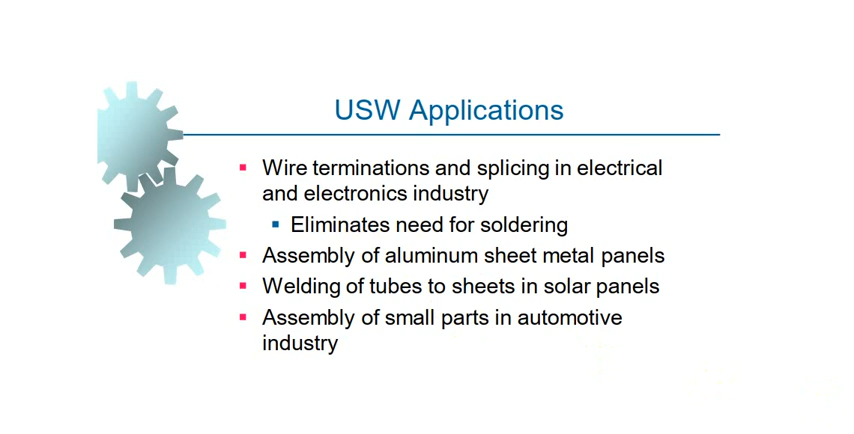 USW Applications
Wire terminations and splicing in electrical
and electronics industry
Eliminates need for soldering
Assembly of aluminum sheet metal panels
Welding of tubes to sheets in solar panels
Assembly of small parts in automotive
industry